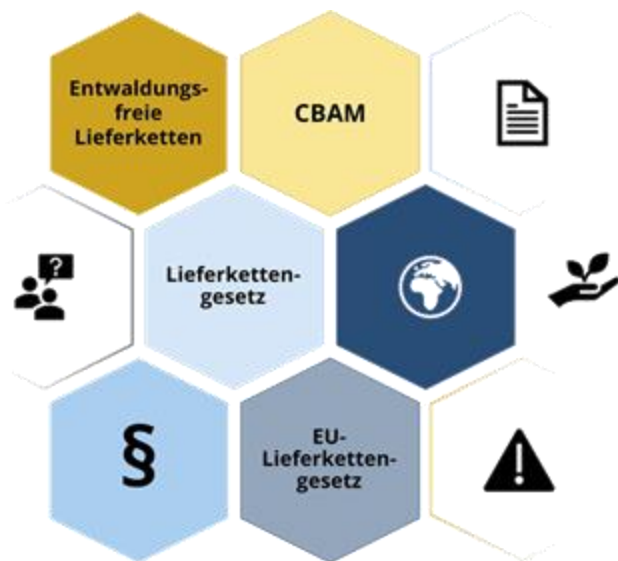 Entwaldungs-
freie
Lieferketten
CBAM
?
Lieferketten-
gesetz
§
EU-
Lieferketten-
gesetz
!